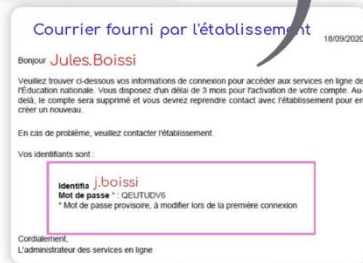 Courrier fourni par l'établissement
18/09/2020
Bonjour Jules.Boissi
Veuillez trouver ci-dessous vos informations de connexion pour accéder aux services en ligne de
l'Éducation nationale. Vous disposez d'un délai de 3 mois pour l'activation de votre compte. Au-
delà, le compte sera supprimé et vous devrez reprendre contact avec l'établissement pour en
créer un nouveau.
En cas de problème, veuillez contacter l'établissement.
Vos identifiants sont :
Identifia j.boissi
Mot de passe * : QEUTUDV6
* Mot de passe provisoire, à modifier lors de la première connexion
Cordialement,
L'administrateur des services en ligne